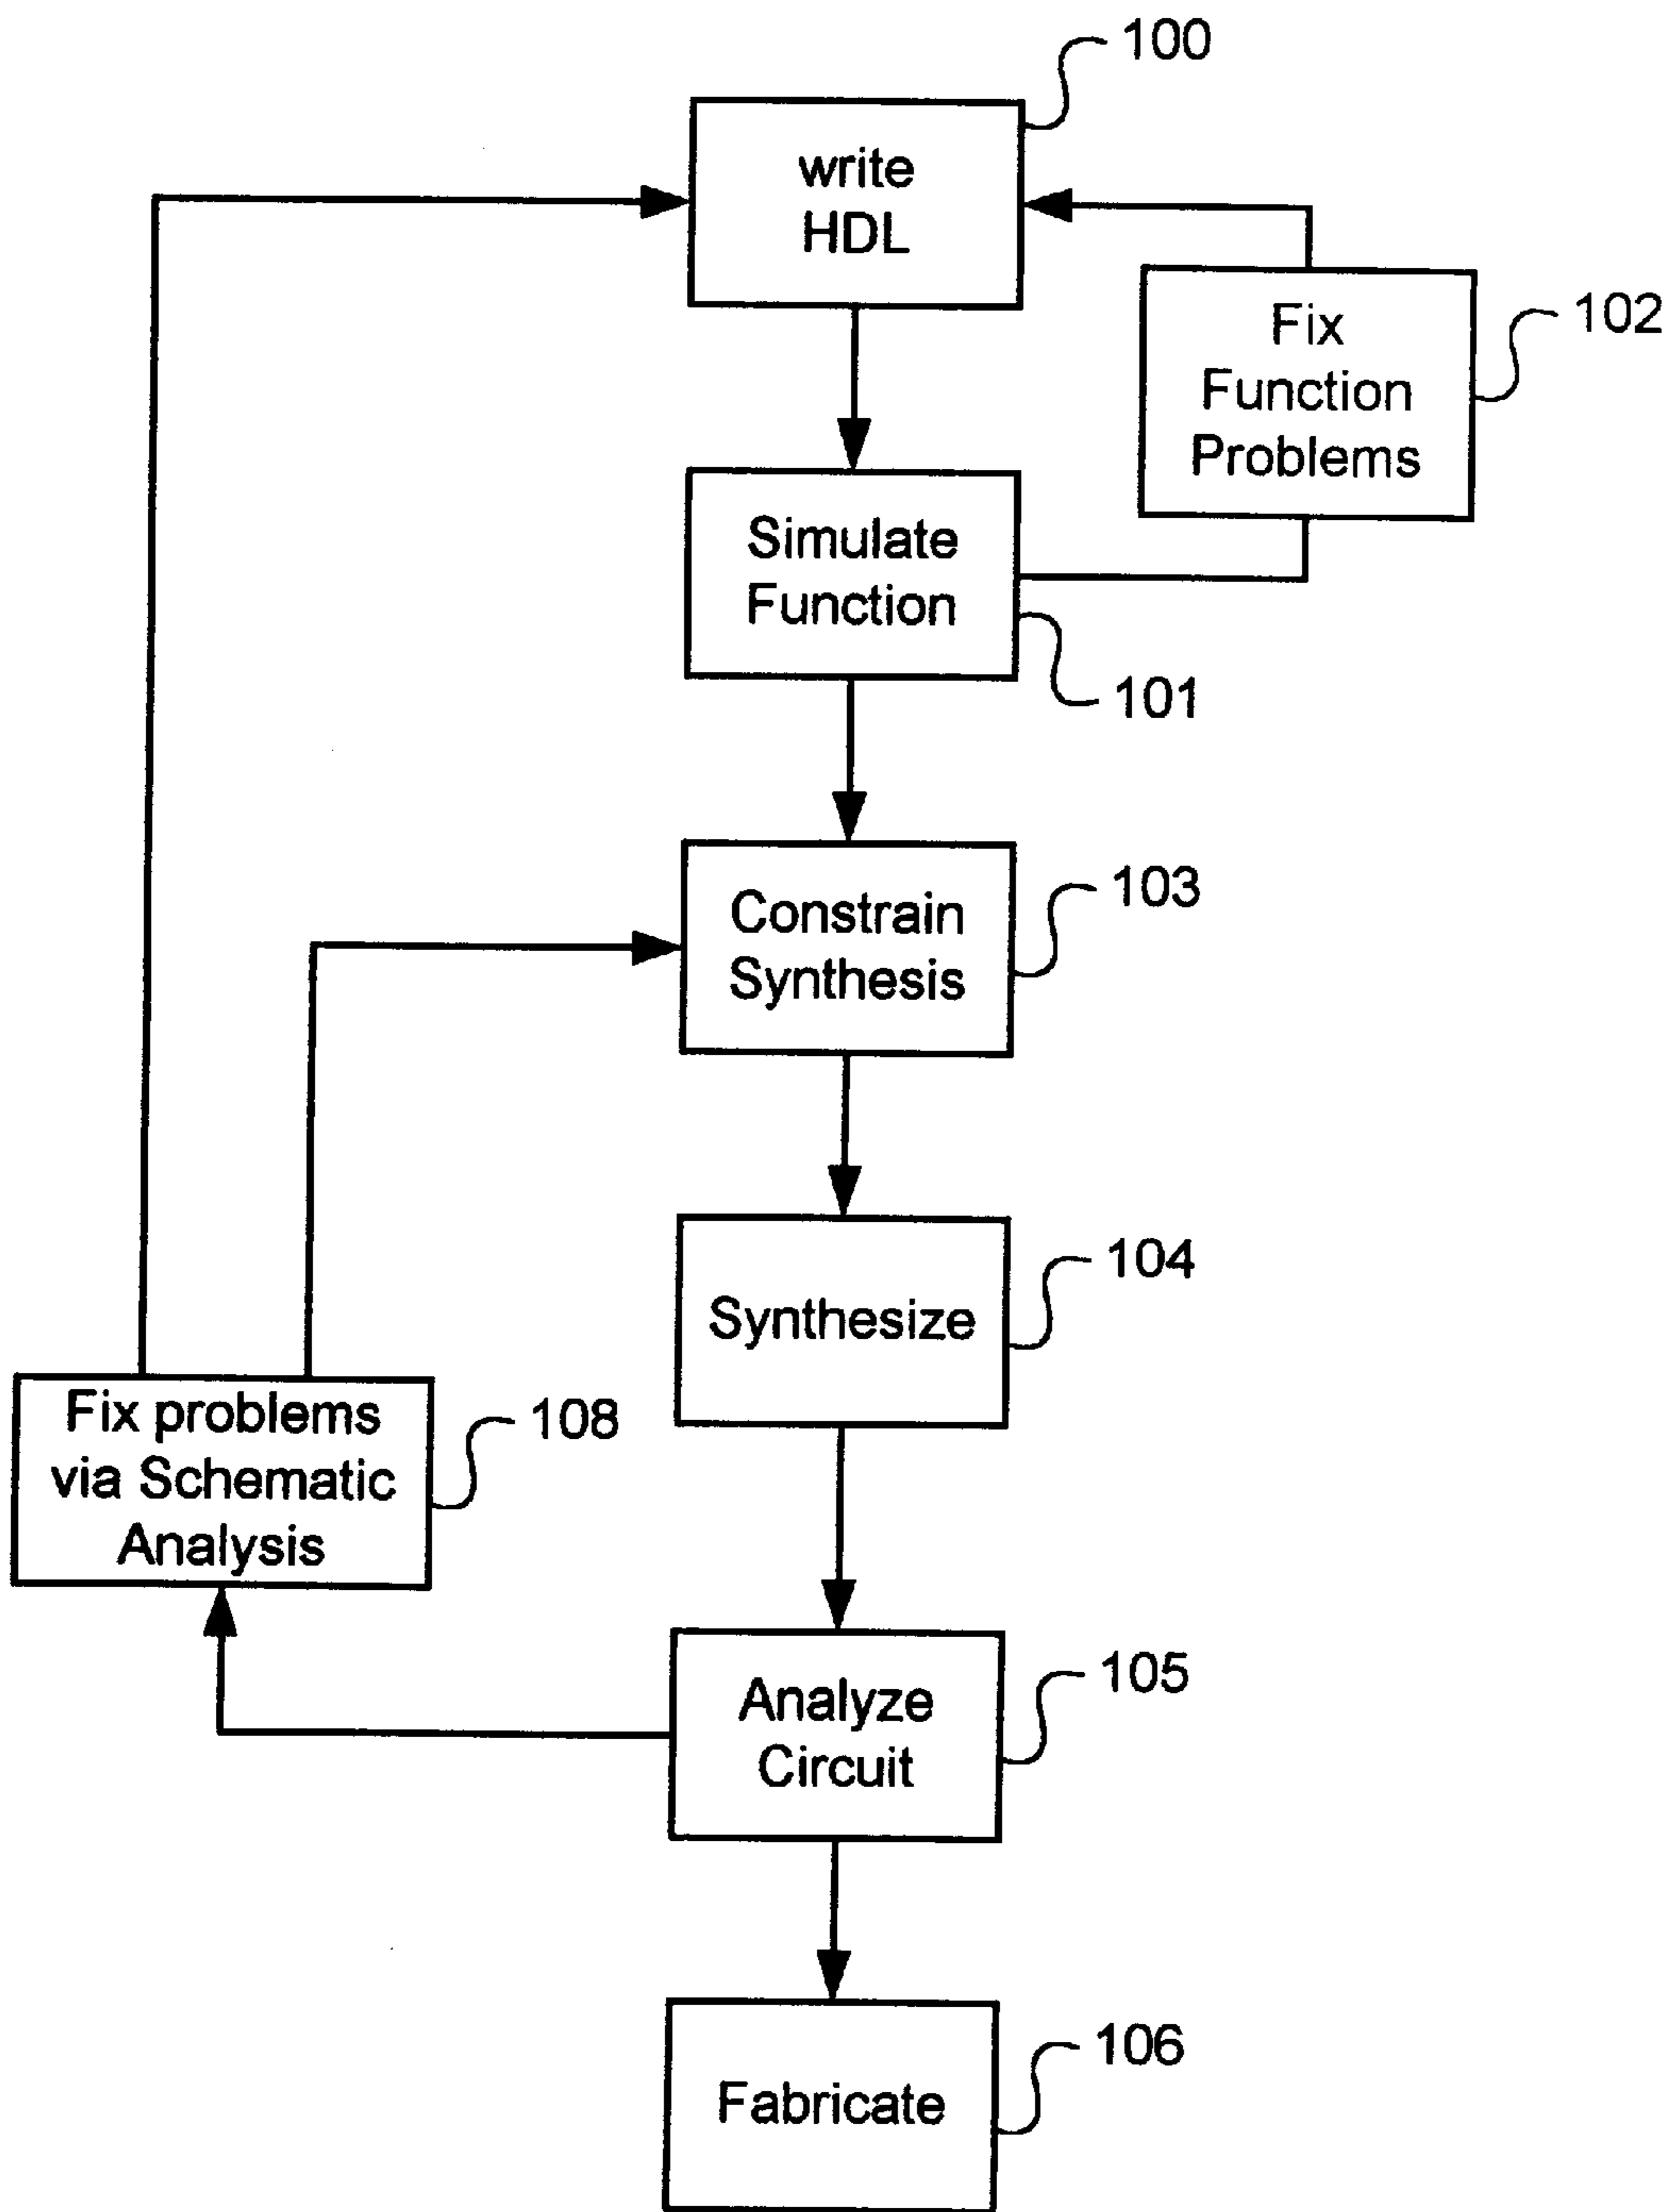 100
write
HDL
Fix
Function
Problems
102
Simulate
Function
101
Constrain
Synthesis
103
Synthesize
104
Fix problems
via Schematic
Analysis
108
Analyze
Circuit
105
Fabricate
106